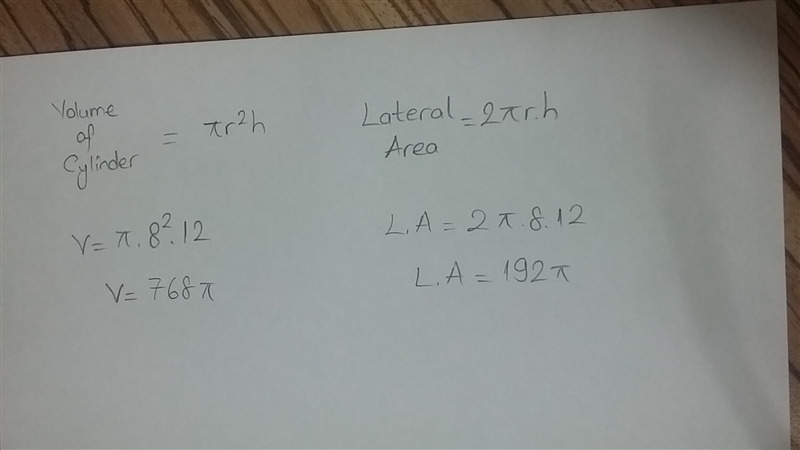 Volume
of
Cylinder = πr²h
V= π.8².12
V= 768π
Lateral = 2πr.h
Area
L.A = 2π.8.12
L.A = 192π